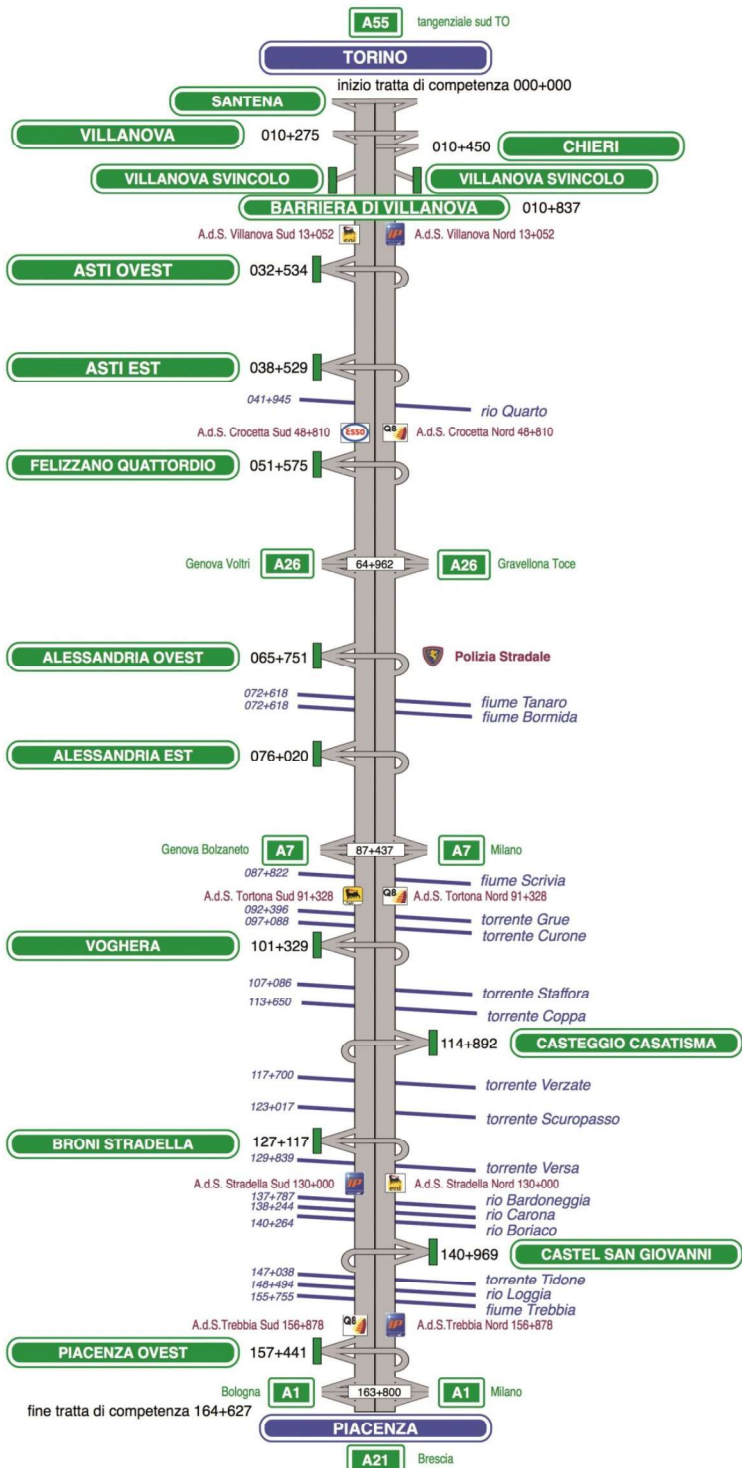 A55 tangenziale sud TO
TORINO
inizio tratta di competenza 000+000
SANTENA
VILLANOVA 010+275
010+450 CHIERI
VILLANOVA SVINCOLO VILLANOVA SVINCOLO
BARRIERA DI VILLANOVA 010+837
A.d.S. Villanova Sud 13+052 eni IP A.d.S. Villanova Nord 13+052
ASTI OVEST 032+534
ASTI EST 038+529
041+945 rio Quarto
A.d.S. Crocetta Sud 48+810 ESSO Q8 A.d.S. Crocetta Nord 48+810
FELIZZANO QUATTORDIO 051+575
Genova Voltri A26 64+962 A26 Gravellona Toce
ALESSANDRIA OVEST 065+751 Polizia Stradale
072+618 fiume Tanaro
072+618 fiume Bormida
ALESSANDRIA EST 076+020
Genova Bolzaneto A7 87+437 A7 Milano
087+822 fiume Scrivia
A.d.S. Tortona Sud 91+328 Q8 A.d.S. Tortona Nord 91+328
092+396 torrente Grue
097+088 torrente Curone
VOGHERA 101+329
107+086 torrente Staffora
113+650 torrente Coppa
114+892 CASTEGGIO CASATISMA
117+700 torrente Verzate
123+017 torrente Scuropasso
BRONI STRADELLA 127+117
129+839 torrente Versa
A.d.S. Stradella Sud 130+000 IP eni A.d.S. Stradella Nord 130+000
137+787 rio Bardoneggia
138+244 rio Carona
140+264 rio Boriaco
140+969 CASTEL SAN GIOVANNI
147+038 torrente Tidone
148+494 rio Loggia
155+755 fiume Trebbia
A.d.S.Trebbia Sud 156+878 Q8 IP A.d.S.Trebbia Nord 156+878
PIACENZA OVEST 157+441
Bologna A1 163+800 A1 Milano
fine tratta di competenza 164+627
PIACENZA
A21 Brescia